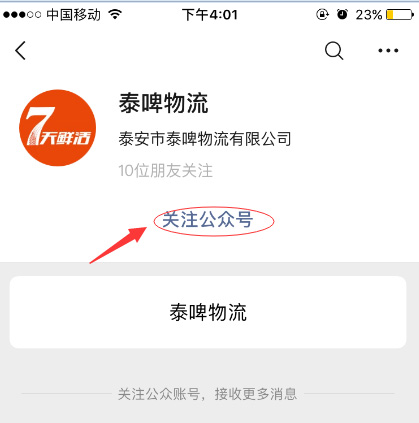 中国移动 下午4:01 23%
7天鲜活
泰啤物流
泰安市泰啤物流有限公司
10位朋友关注
关注公众号
泰啤物流
关注公众账号，接收更多消息